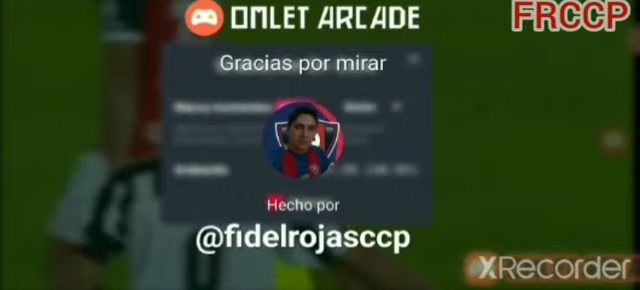 OMLET ARCADE
FRCCP
Gracias por mirar
Hecho por
@fidelrojasccp
XRecorder